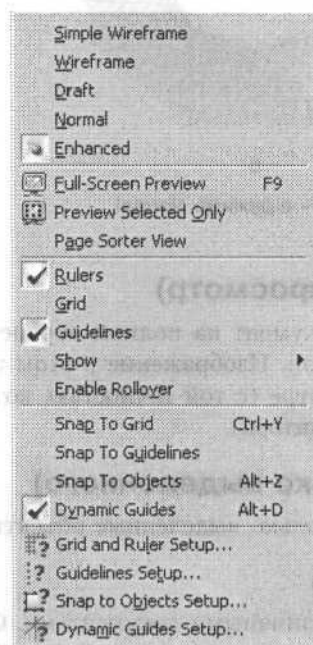 Simple Wireframe
Wireframe
Draft
Normal
Enhanced
Full-Screen Preview F9
Preview Selected Only
Page Sorter View
Rulers
Grid
Guidelines
Show
Enable Rollover
Snap To Grid Ctrl+Y
Snap To Guidelines
Snap To Objects Alt+Z
Dynamic Guides Alt+D
Grid and Ruler Setup...
Guidelines Setup...
Snap to Objects Setup...
Dynamic Guides Setup...